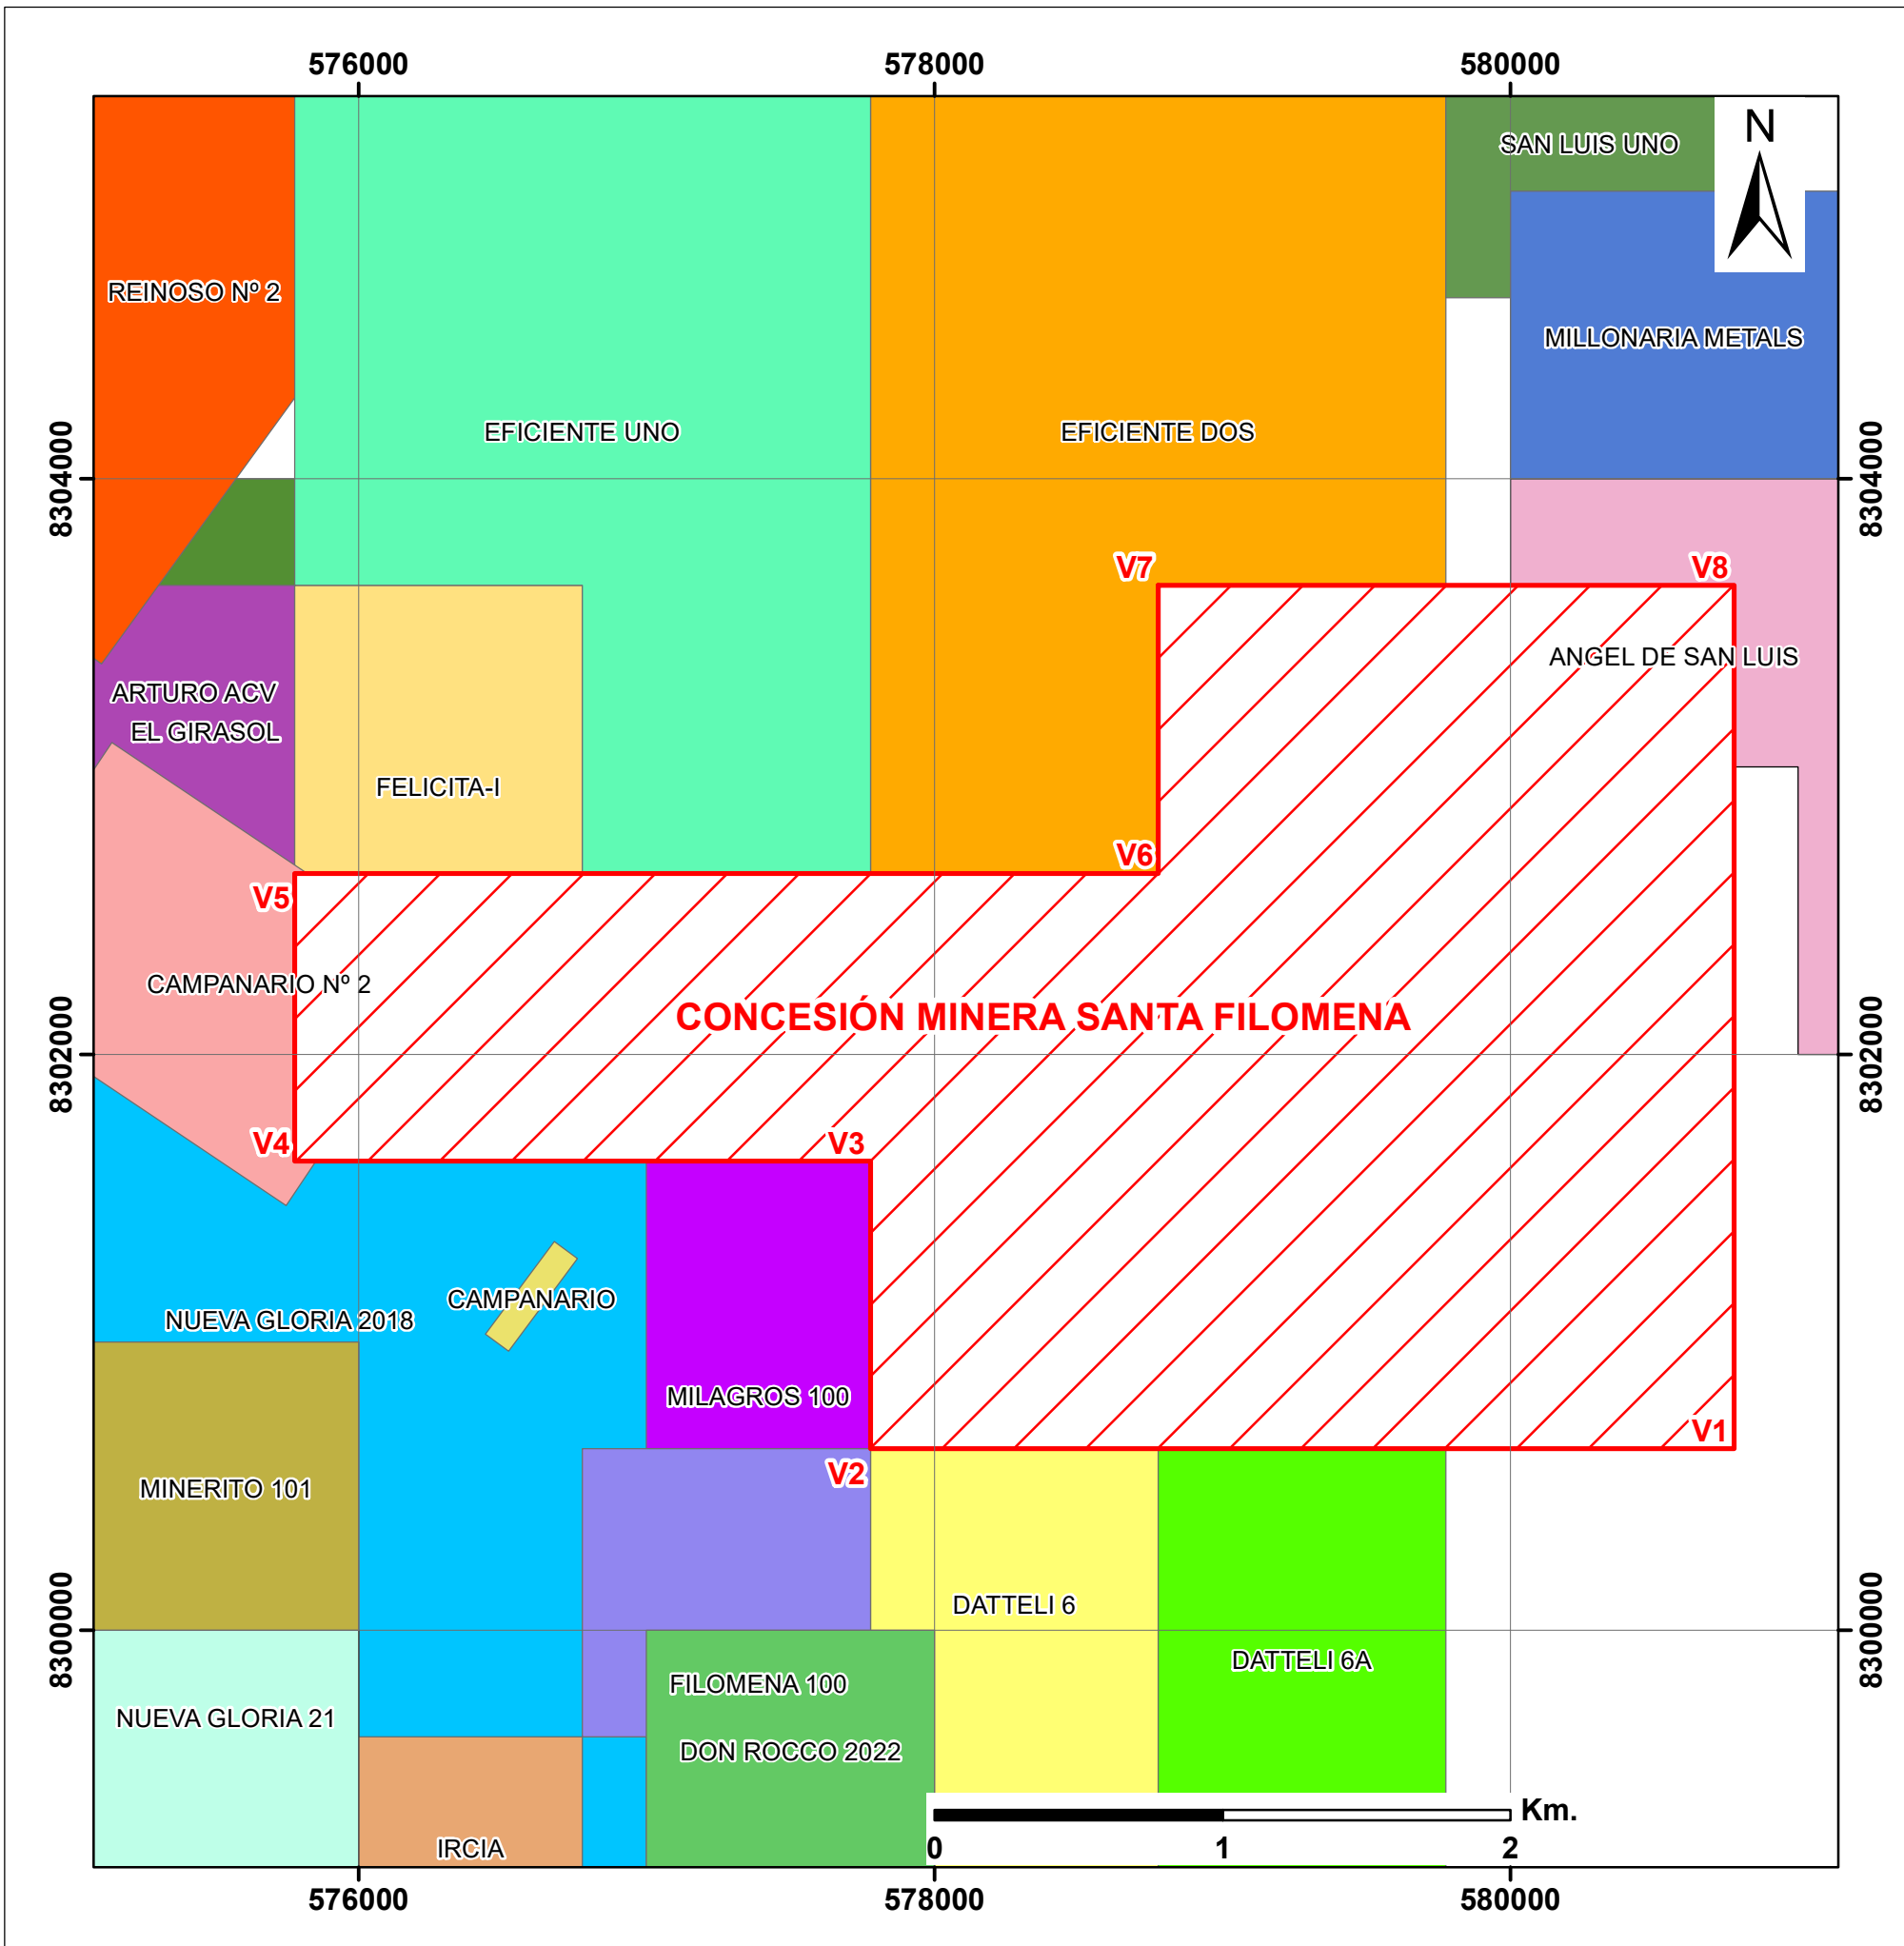 576000 578000 580000
N
SAN LUIS UNO
REINOSO Nº 2
MILLONARIA METALS
EFICIENTE UNO
EFICIENTE DOS
8304000
8304000
V7
V8
ANGEL DE SAN LUIS
ARTURO ACV
EL GIRASOL
FELICITA-I
V6
V5
CAMPANARIO Nº 2
CONCESIÓN MINERA SANTA FILOMENA
8302000
8302000
V4
V3
CAMPANARIO
NUEVA GLORIA 2018
MILAGROS 100
V1
V2
MINERITO 101
DATTELI 6
8300000
8300000
DATTELI 6A
FILOMENA 100
NUEVA GLORIA 21
DON ROCCO 2022
Km.
0 1 2
IRCIA
576000 578000 580000